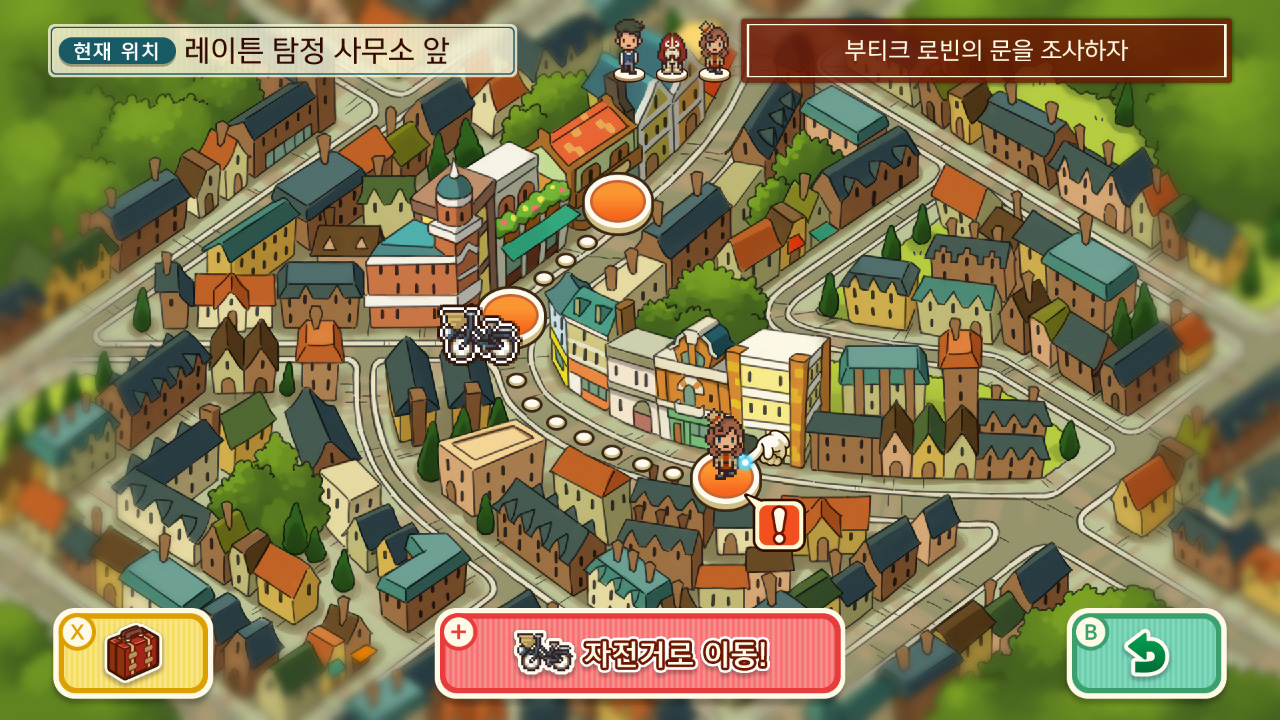 현재 위치 레이튼 탐정 사무소 앞
부티크 로빈의 문을 조사하자
!
X
+ 자전거로 이동!
B